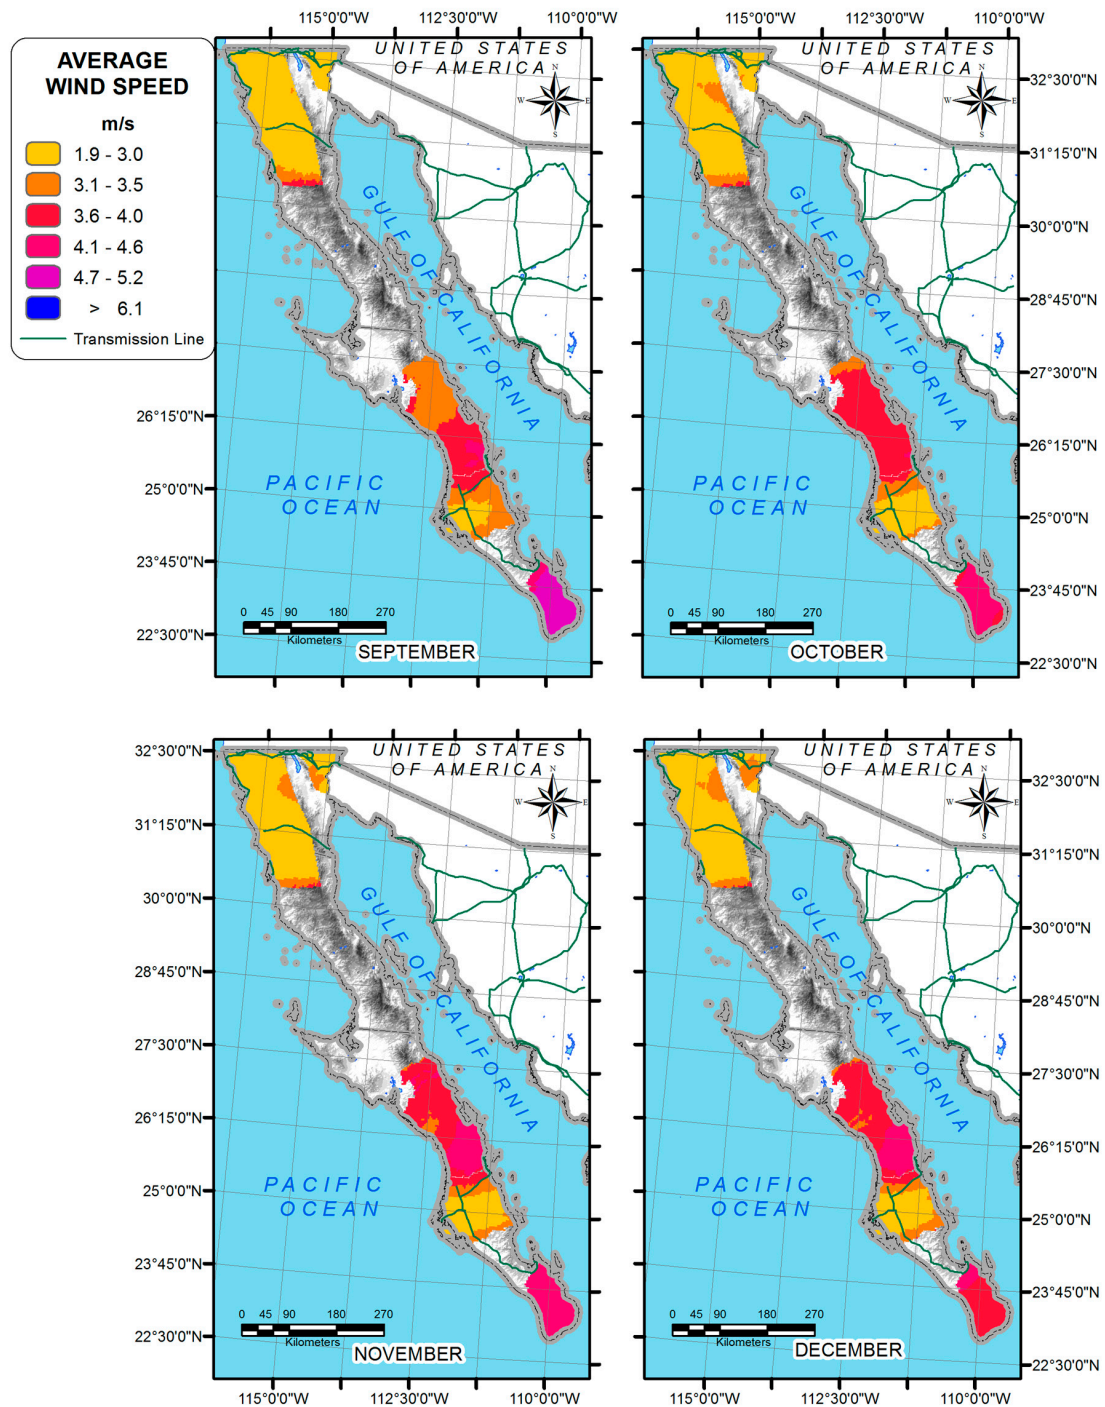 115°0'0"W 112°30'0"W 110°0'0"W 115°0'0"W 112°30'0"W 110°0'0"W
AVERAGE
WIND SPEED
m/s
1.9 - 3.0
3.1 - 3.5
3.6 - 4.0
4.1 - 4.6
4.7 - 5.2
> 6.1
Transmission Line
UNITED STATES
OF AMERICA
N
W E
S
GULF OF CALIFORNIA
PACIFIC
OCEAN
26°15'0"N
25°0'0"N
23°45'0"N
22°30'0"N
0 45 90 180 270
Kilometers
SEPTEMBER
UNITED STATES
OF AMERICA
N
W E
S
GULF OF CALIFORNIA
PACIFIC
OCEAN
32°30'0"N
31°15'0"N
30°0'0"N
28°45'0"N
27°30'0"N
26°15'0"N
25°0'0"N
23°45'0"N
22°30'0"N
0 45 90 180 270
Kilometers
OCTOBER
32°30'0"N
31°15'0"N
30°0'0"N
28°45'0"N
27°30'0"N
26°15'0"N
25°0'0"N
23°45'0"N
22°30'0"N
UNITED STATES
OF AMERICA
N
W E
S
GULF OF CALIFORNIA
PACIFIC
OCEAN
0 45 90 180 270
Kilometers
NOVEMBER
UNITED STATES
OF AMERICA
N
W E
S
GULF OF CALIFORNIA
PACIFIC
OCEAN
32°30'0"N
31°15'0"N
30°0'0"N
28°45'0"N
27°30'0"N
26°15'0"N
25°0'0"N
23°45'0"N
22°30'0"N
0 45 90 180 270
Kilometers
DECEMBER
115°0'0"W 112°30'0"W 110°0'0"W 115°0'0"W 112°30'0"W 110°0'0"W